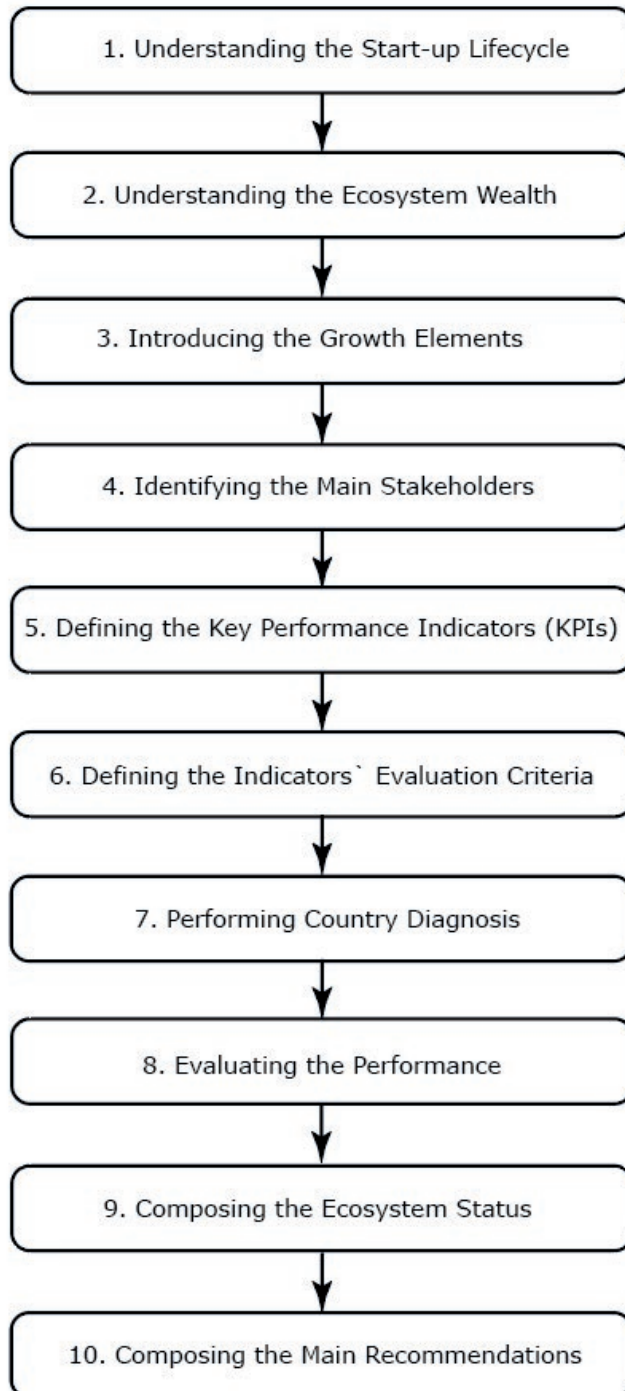 1. Understanding the Start-up Lifecycle
2. Understanding the Ecosystem Wealth
3. Introducing the Growth Elements
4. Identifying the Main Stakeholders
5. Defining the Key Performance Indicators (KPIs)
6. Defining the Indicators` Evaluation Criteria
7. Performing Country Diagnosis
8. Evaluating the Performance
9. Composing the Ecosystem Status
10. Composing the Main Recommendations